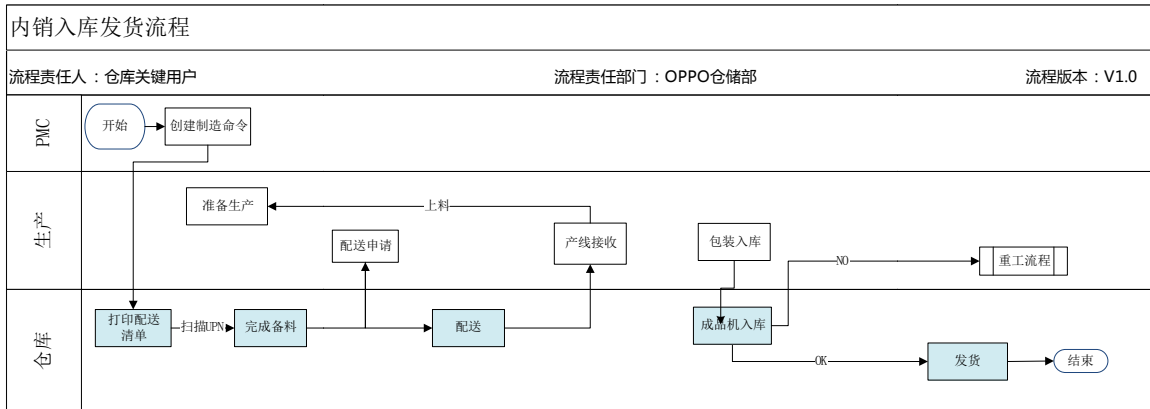 内销入库发货流程
流程责任人：仓库关键用户
流程责任部门：OPPO仓储部
流程版本：V1.0
PMC
开始
创建制造命令
生产
准备生产
上料
配送申请
产线接收
包装入库
NO
重工流程
仓库
打印配送
清单
扫描UPN
完成备料
配送
成品机入库
OK
发货
结束